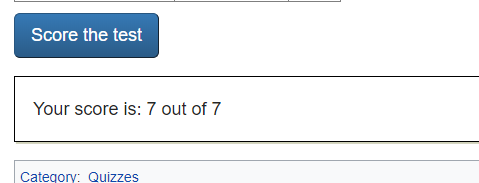 Score the test
Your score is: 7 out of 7
Category: Quizzes